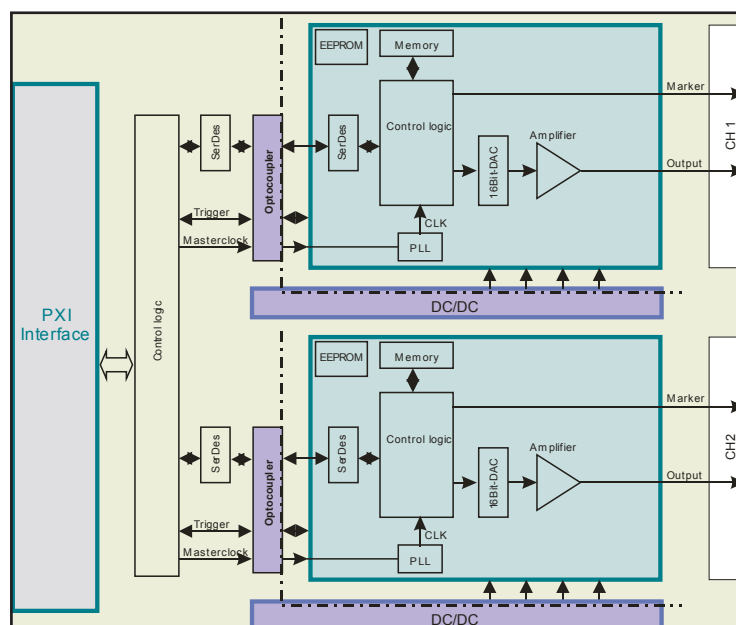 PXI
Interface
Control logic
SerDes
Optocoupler
Trigger
Masterclock
EEPROM
Memory
SerDes
Control logic
16Bit-DAC
Amplifier
CLK
PLL
Marker
Output
CH 1
DC/DC
SerDes
Optocoupler
Trigger
Masterclock
EEPROM
Memory
SerDes
Control logic
16Bit-DAC
Amplifier
CLK
PLL
Marker
Output
CH2
DC/DC